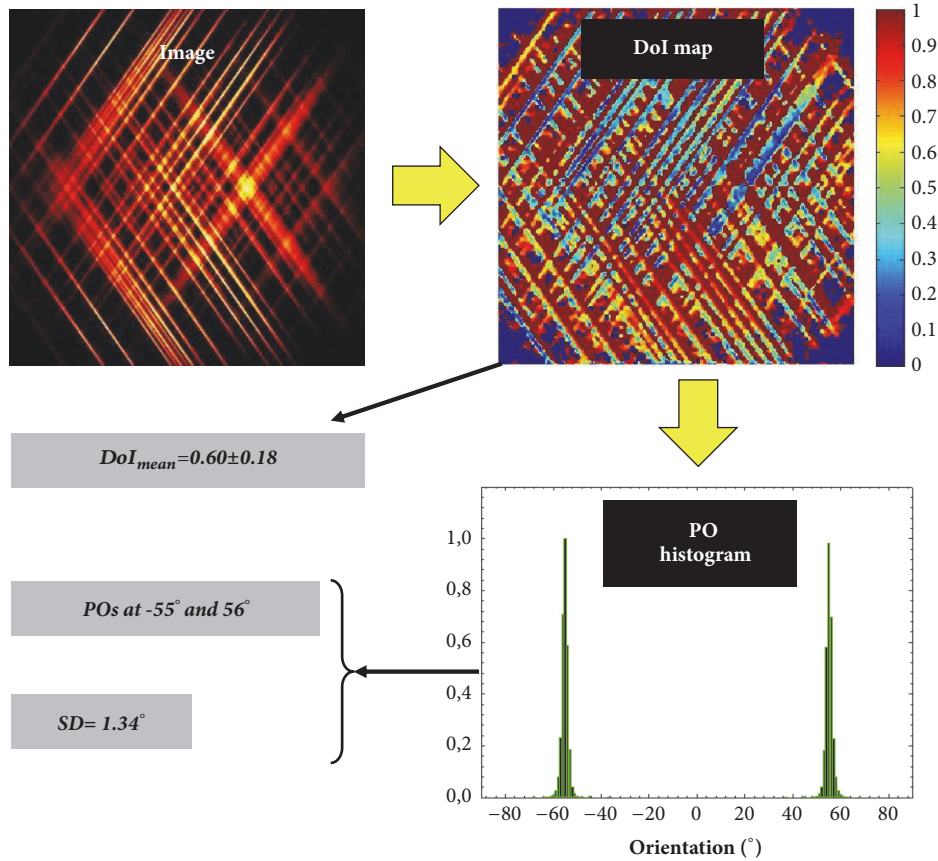 Image
DoI map
1
0.9
0.8
0.7
0.6
0.5
0.4
0.3
0.2
0.1
0
DoI_mean=0.60±0.18
POs at -55° and 56°
SD= 1.34°
PO
histogram
1,0
0,8
0,6
0,4
0,2
0,0
−80 −60 −40 −20 0 20 40 60 80
Orientation (°)